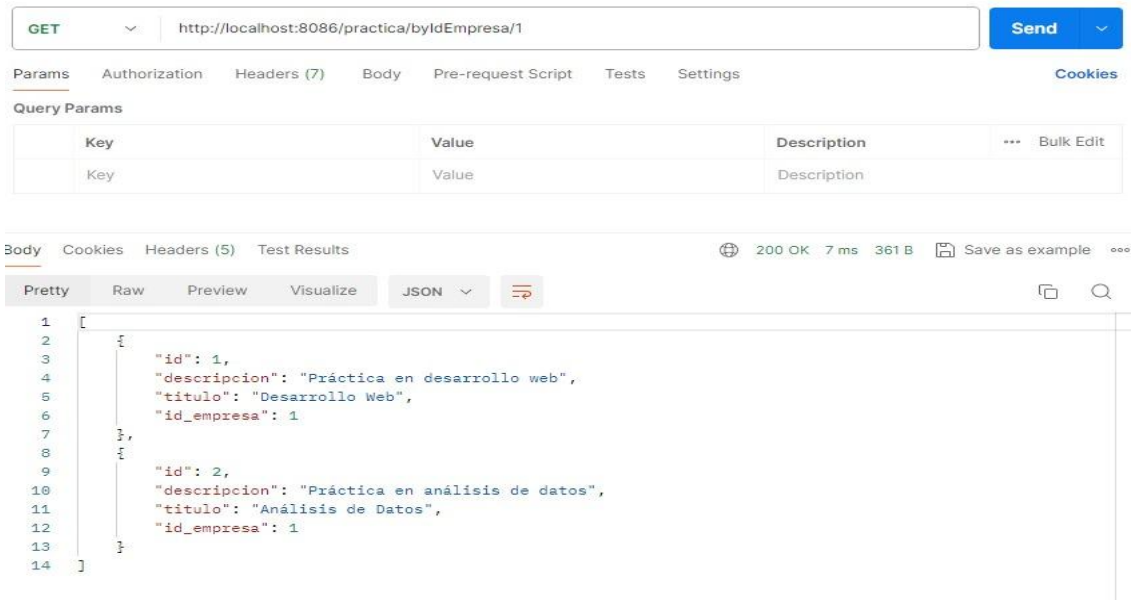 GET http://localhost:8086/practica/byIdEmpresa/1 Send
Params Authorization Headers (7) Body Pre-request Script Tests Settings Cookies
Query Params
Key Value Description ••• Bulk Edit
Key Value Description
Body Cookies Headers (5) Test Results 200 OK 7 ms 361 B Save as example
Pretty Raw Preview Visualize JSON
1 [
2 {
3 "id": 1,
4 "descripcion": "Práctica en desarrollo web",
5 "titulo": "Desarrollo Web",
6 "id_empresa": 1
7 },
8 {
9 "id": 2,
10 "descripcion": "Práctica en análisis de datos",
11 "titulo": "Análisis de Datos",
12 "id_empresa": 1
13 }
14 ]